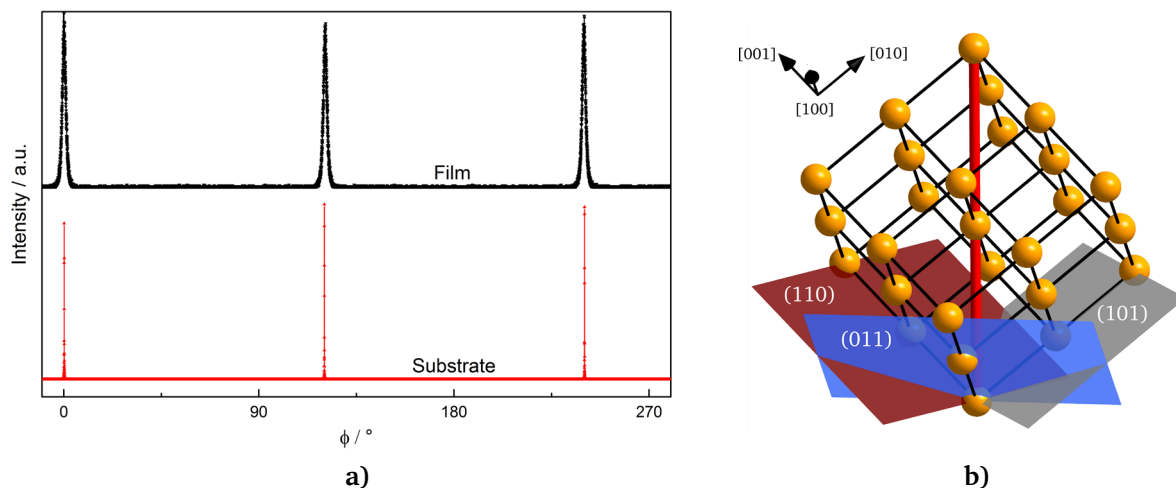 Intensity / a.u.
Film
Substrate
0 90 180 270
ϕ / °
a)
[001] [010]
[100]
(110)
(101)
(011)
b)